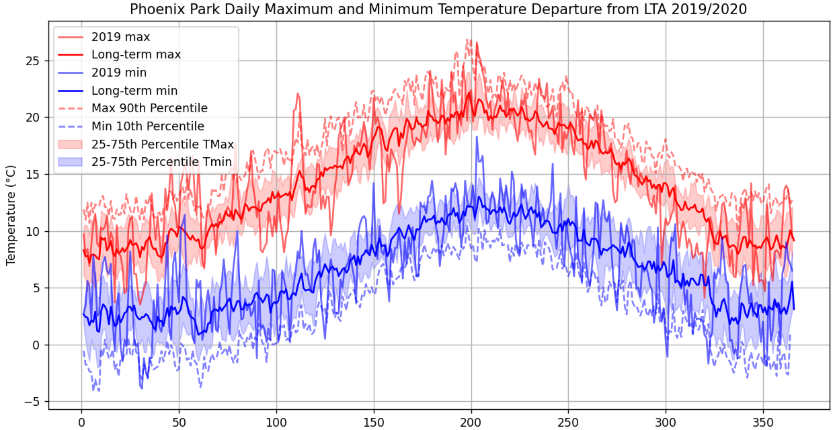 Phoenix Park Daily Maximum and Minimum Temperature Departure from LTA 2019/2020
2019 max
Long-term max
2019 min
Long-term min
Max 90th Percentile
Min 10th Percentile
25-75th Percentile TMax
25-75th Percentile Tmin
Temperature (°C)
25
20
15
10
5
0
−5
0 50 100 150 200 250 300 350